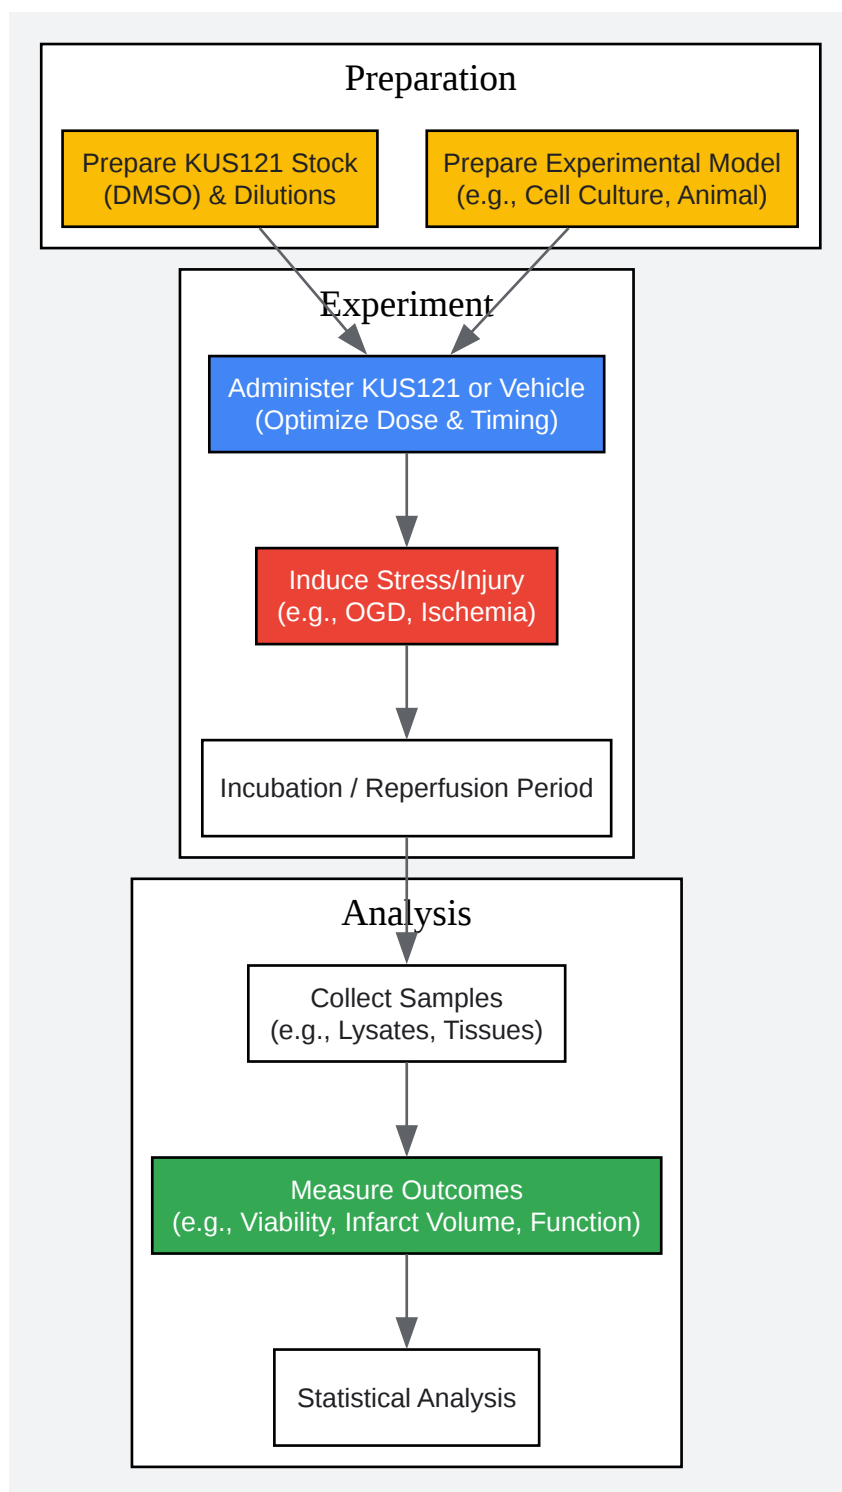 Preparation
Prepare KUS121 Stock
(DMSO) & Dilutions
Prepare Experimental Model
(e.g., Cell Culture, Animal)
Experiment
Administer KUS121 or Vehicle
(Optimize Dose & Timing)
Induce Stress/Injury
(e.g., OGD, Ischemia)
Incubation / Reperfusion Period
Analysis
Collect Samples
(e.g., Lysates, Tissues)
Measure Outcomes
(e.g., Viability, Infarct Volume, Function)
Statistical Analysis